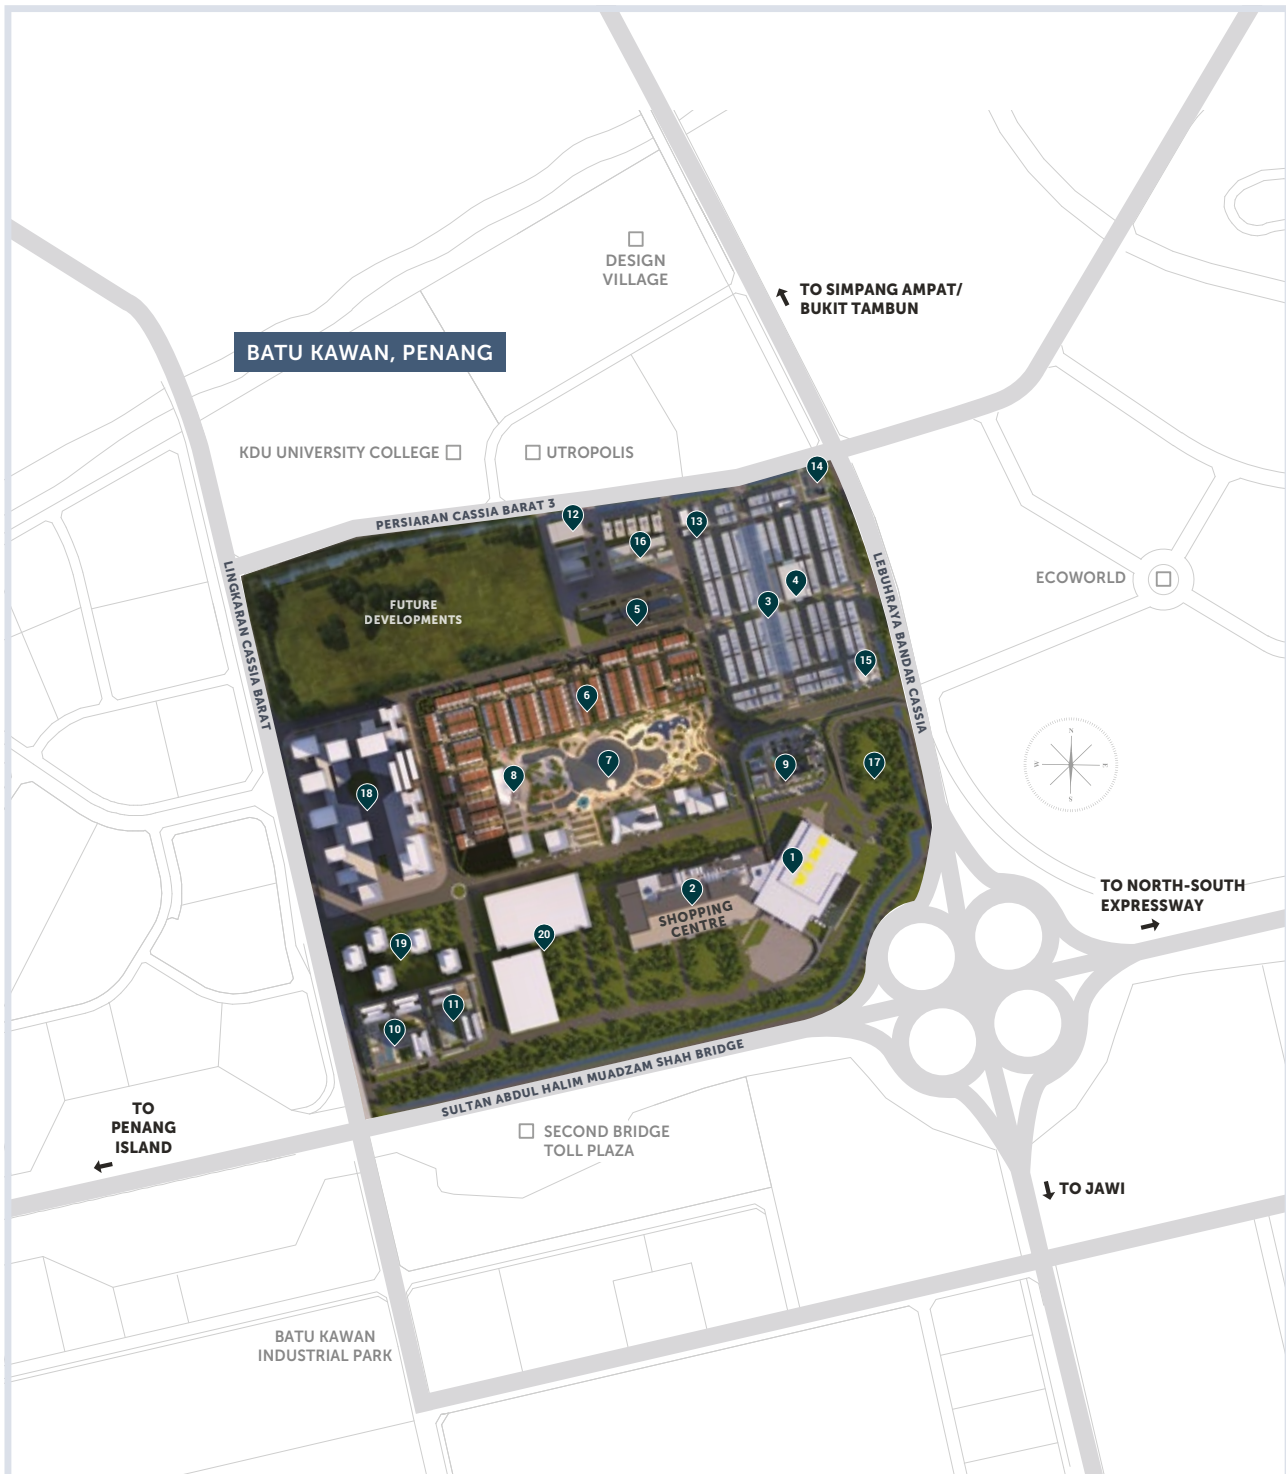 DESIGN
VILLAGE
TO SIMPANG AMPAT/
BUKIT TAMBUN
BATU KAWAN, PENANG
KDU UNIVERSITY COLLEGE
UTROPOLIS
14
PERSIARAN CASSIA BARAT 3
12
13
16
LINGKARAN CASSIA BARAT
LEBUHRAYA BANDAR CASSIA
ECOWORLD
4
3
5
FUTURE
DEVELOPMENTS
15
6
N
W
E
S
7
9
17
8
18
1
2
SHOPPING
CENTRE
TO NORTH-SOUTH
EXPRESSWAY
20
19
11
10
SULTAN ABDUL HALIM MUADZAM SHAH BRIDGE
TO
PENANG
ISLAND
SECOND BRIDGE
TOLL PLAZA
TO JAWI
BATU KAWAN
INDUSTRIAL PARK